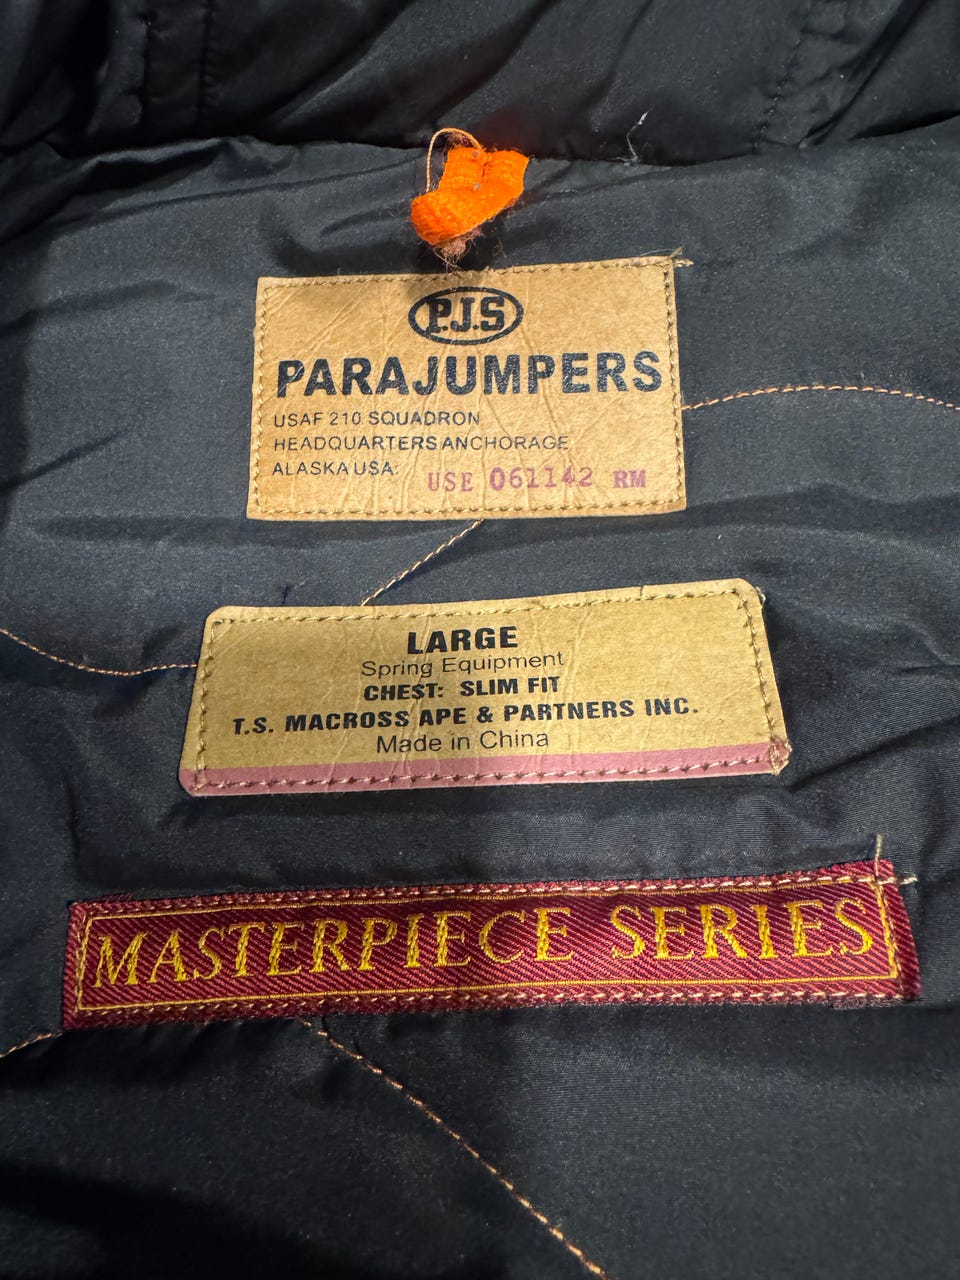 P.J.S
PARAJUMPERS
USAF 210 SQUADRON
HEADQUARTERS ANCHORAGE
ALASKA USA: USE 061142 RM
LARGE
Spring Equipment
CHEST: SLIM FIT
T.S. MACROSS APE & PARTNERS INC.
Made in China
MASTERPIECE SERIES